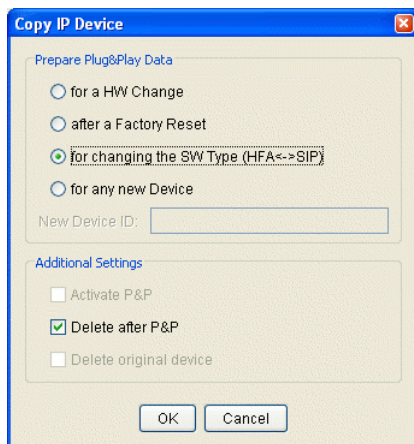 Copy IP Device
Prepare Plug&Play Data
for a HW Change
after a Factory Reset
for changing the SW Type (HFA<->SIP)
for any new Device
New Device ID:
Additional Settings
Activate P&P
Delete after P&P
Delete original device
OK Cancel